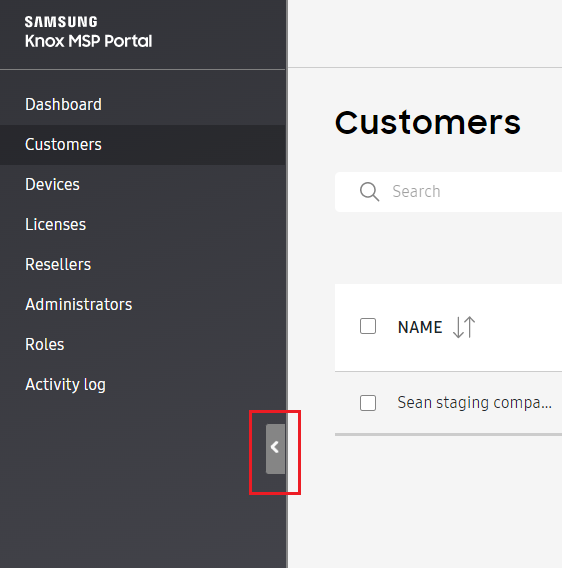 SAMSUNG
Knox MSP Portal
Dashboard
Customers
Devices
Licenses
Resellers
Administrators
Roles
Activity log
Customers
Search
NAME
Sean staging compa...